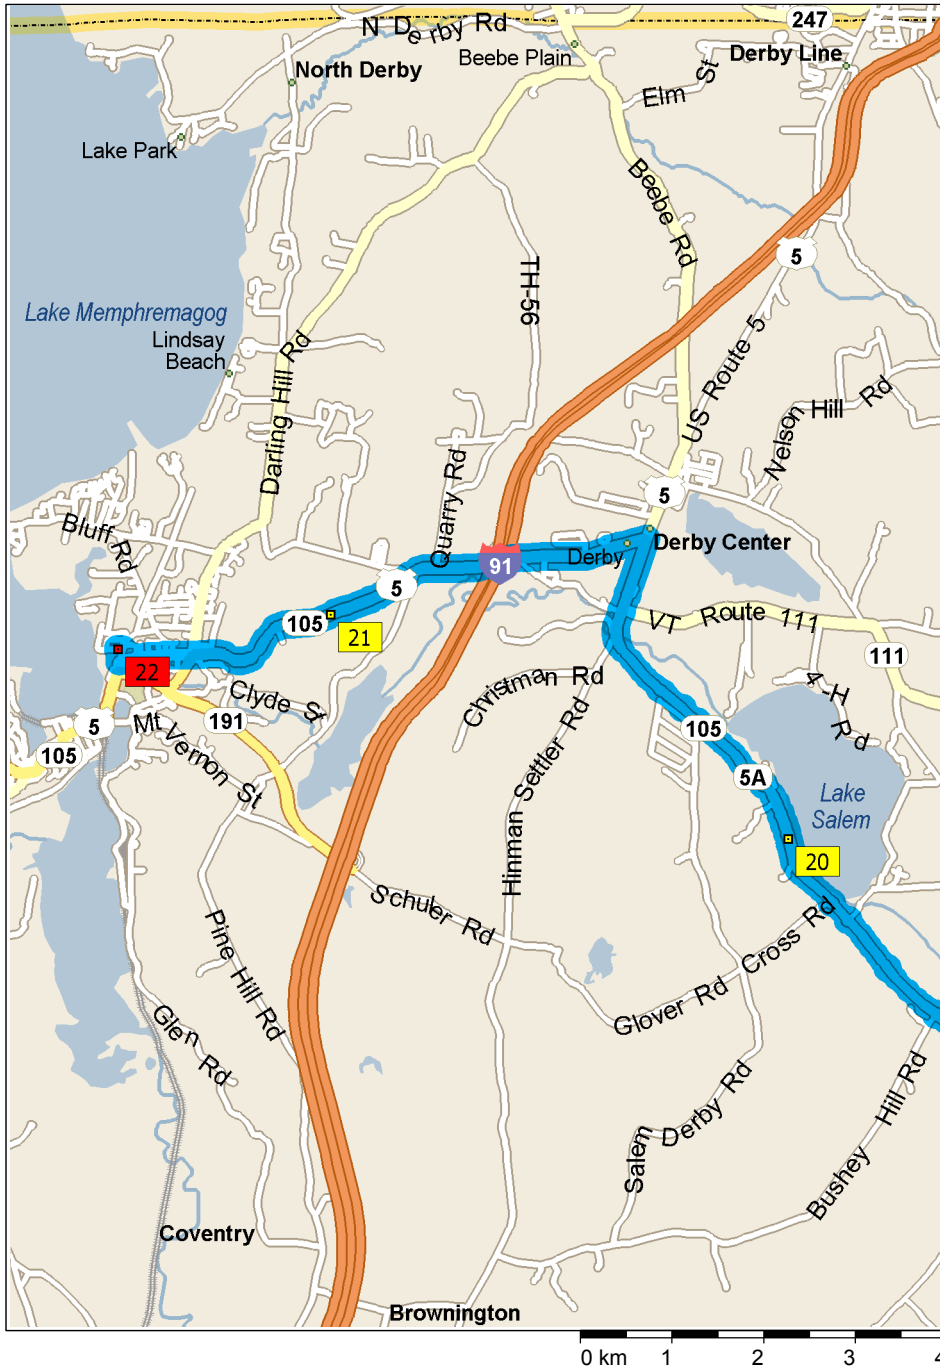 247
N Derby Rd
Beebe Plain
Derby Line
North Derby
Elm St
Lake Park
Beebe Rd
5
TH-56
Lake Memphremagog
Lindsay
Beach
Darling Hill Rd
US Route 5
Nelson Hill Rd
Quarry Rd
5
Bluff Rd
Derby Center
Derby
91
5
105
21
VT Route 111
111
22
Christman Rd
4-H Rd
Clyde St
191
5
105
Mt Vernon St
Hinman Settler Rd
105
5A
Lake
Salem
20
Schuler Rd
Pine Hill Rd
Glover Rd
Cross Rd
Glen Rd
Salem Derby Rd
Bushey Hill Rd
Coventry
Brownington
0 km 1 2 3 4